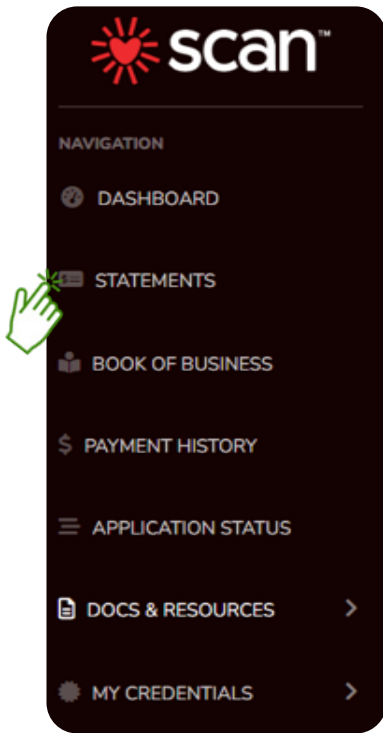 scan™
NAVIGATION
DASHBOARD
STATEMENTS
BOOK OF BUSINESS
PAYMENT HISTORY
APPLICATION STATUS
DOCS & RESOURCES
MY CREDENTIALS